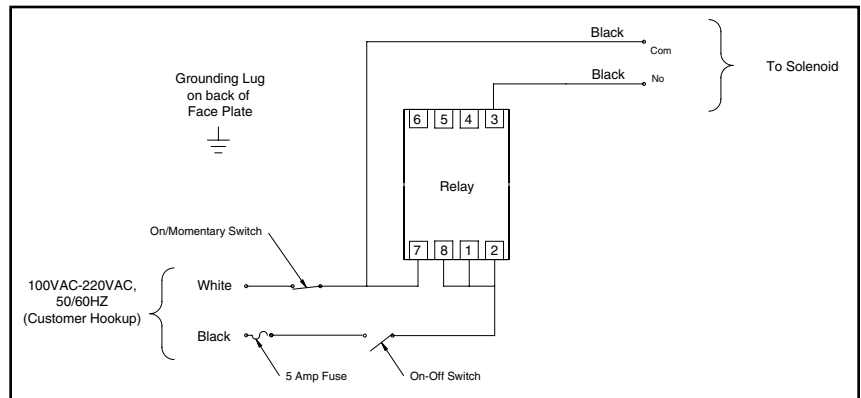 Black
Com
To Solenoid
Black
No
Grounding Lug
on back of
Face Plate
6 5 4 3
Relay
On/Momentary Switch
7 8 1 2
100VAC-220VAC,
50/60HZ
(Customer Hookup)
White
Black
5 Amp Fuse
On-Off Switch